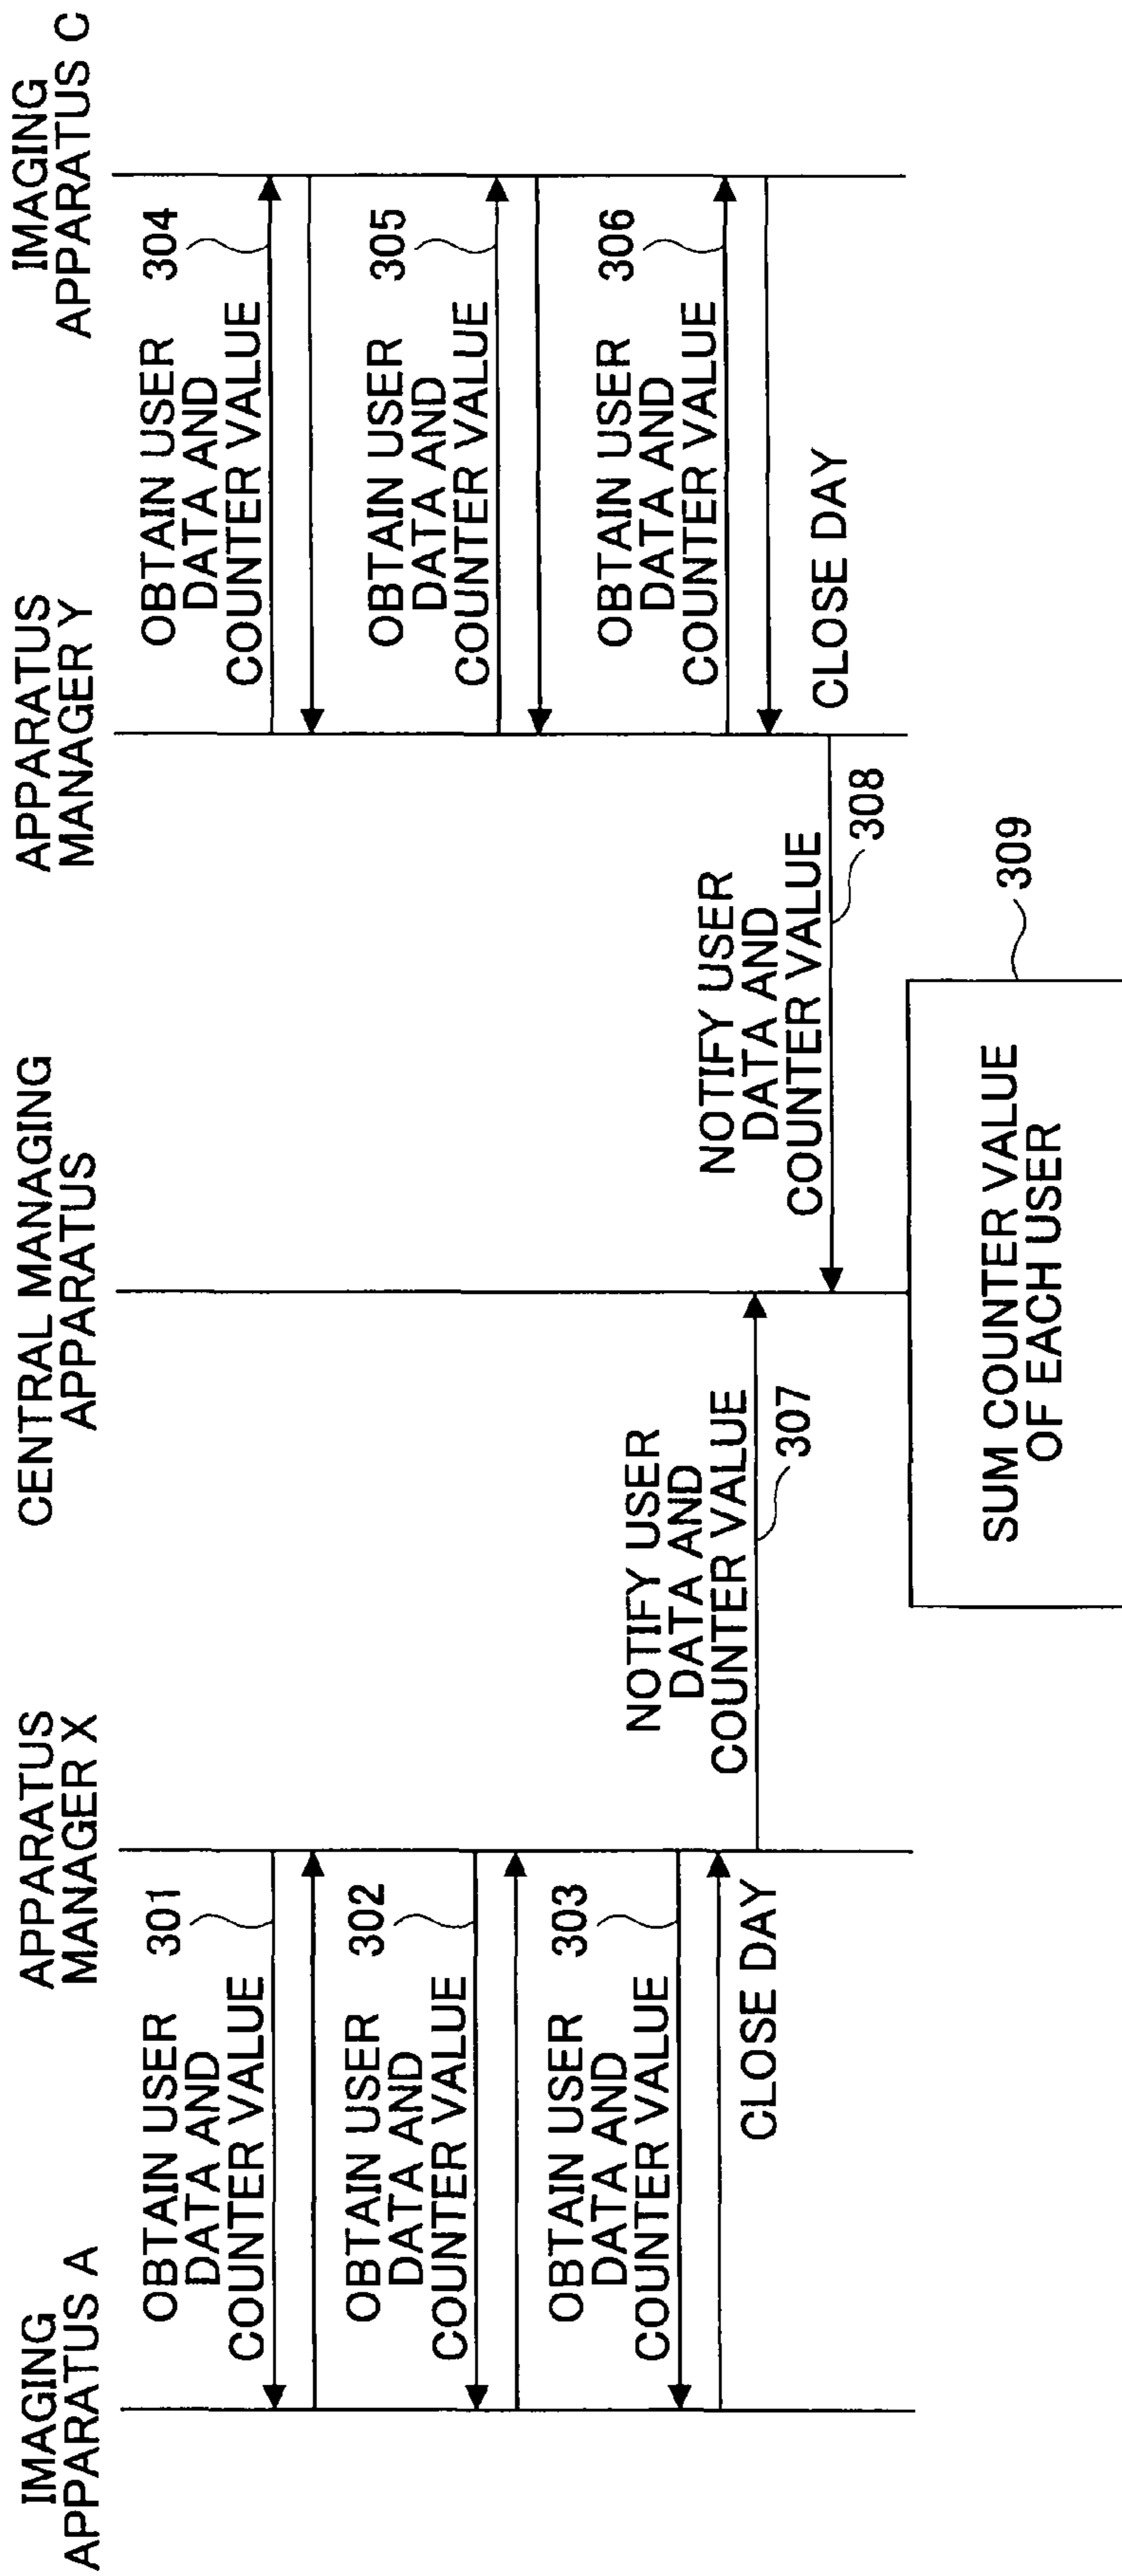 IMAGING
APPARATUS A
APPARATUS
MANAGER X
CENTRAL MANAGING
APPARATUS
APPARATUS
MANAGER Y
IMAGING
APPARATUS C
OBTAIN USER
DATA AND
COUNTER VALUE
301
OBTAIN USER
DATA AND
COUNTER VALUE
302
OBTAIN USER
DATA AND
COUNTER VALUE
303
CLOSE DAY
NOTIFY USER
DATA AND
COUNTER VALUE
307
OBTAIN USER
DATA AND
COUNTER VALUE
304
OBTAIN USER
DATA AND
COUNTER VALUE
305
OBTAIN USER
DATA AND
COUNTER VALUE
306
CLOSE DAY
NOTIFY USER
DATA AND
COUNTER VALUE
308
SUM COUNTER VALUE
OF EACH USER
309